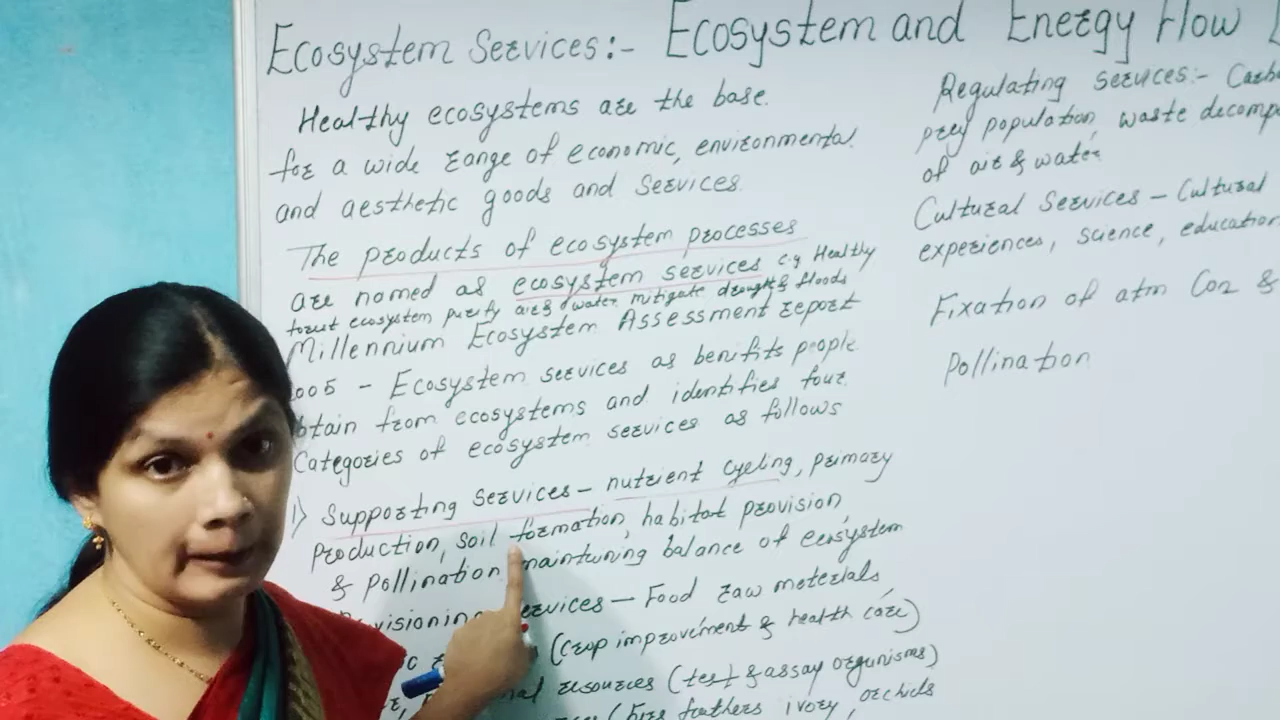 Ecosystem Services:- Ecosystem and Energy Flow
Healthy ecosystems are the base
for a wide range of economic, environmental
and aesthetic goods and services.
The products of ecosystem processes
are named as ecosystem services e.g Healthy
forest ecosystem purify air & water, mitigate drought & floods
Millennium Ecosystem Assessment report
2005 - Ecosystem services as benifits people
obtain from ecosystems and identifies four
Categories of ecosystem services as follows
1) Supporting Services - nutrient cycling, primary
production, soil formation, habitat provision,
& pollination maintaining balance of ecosystem
Services - Food raw meterials
(crop improvement & health care)
resources (test & assay organisms)
feathers ivory, orchids
Regulating services:-
prey population, waste
of air & water
Cultural Services - Cultural
experiences, science, education
Fixation of atm Co2 &
Pollination